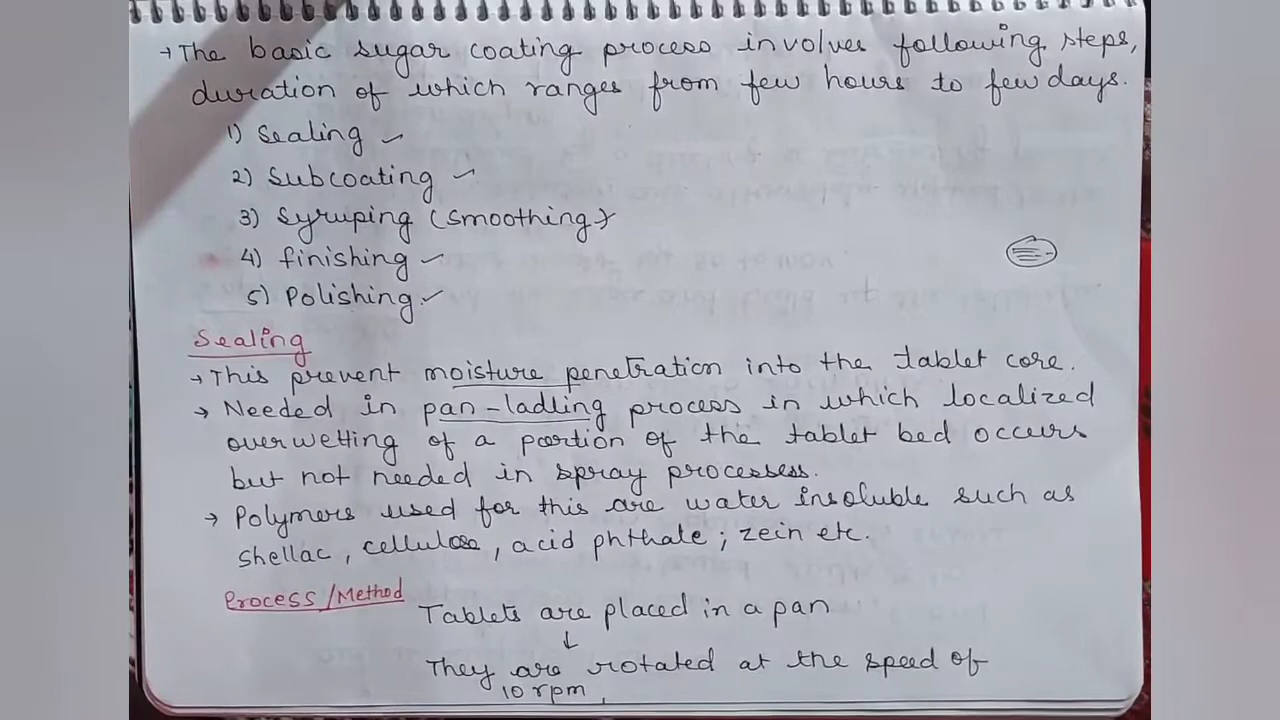 → The basic sugar coating process involves following steps,
duration of which ranges from few hours to few days.
1) Sealing
2) Subcoating
3) Syruping (Smoothing)
4) finishing
5) Polishing
Sealing
→ This prevent moisture penetration into the tablet core.
→ Needed in pan-ladling process in which localized
overwetting of a portion of the tablet bed occurs
but not needed in spray processess.
→ Polymers used for this are water insoluble such as
shellac, cellulose, acid phthate; zein etc.
Process/Method
Tablets are placed in a pan
↓
They are rotated at the speed of
10 rpm